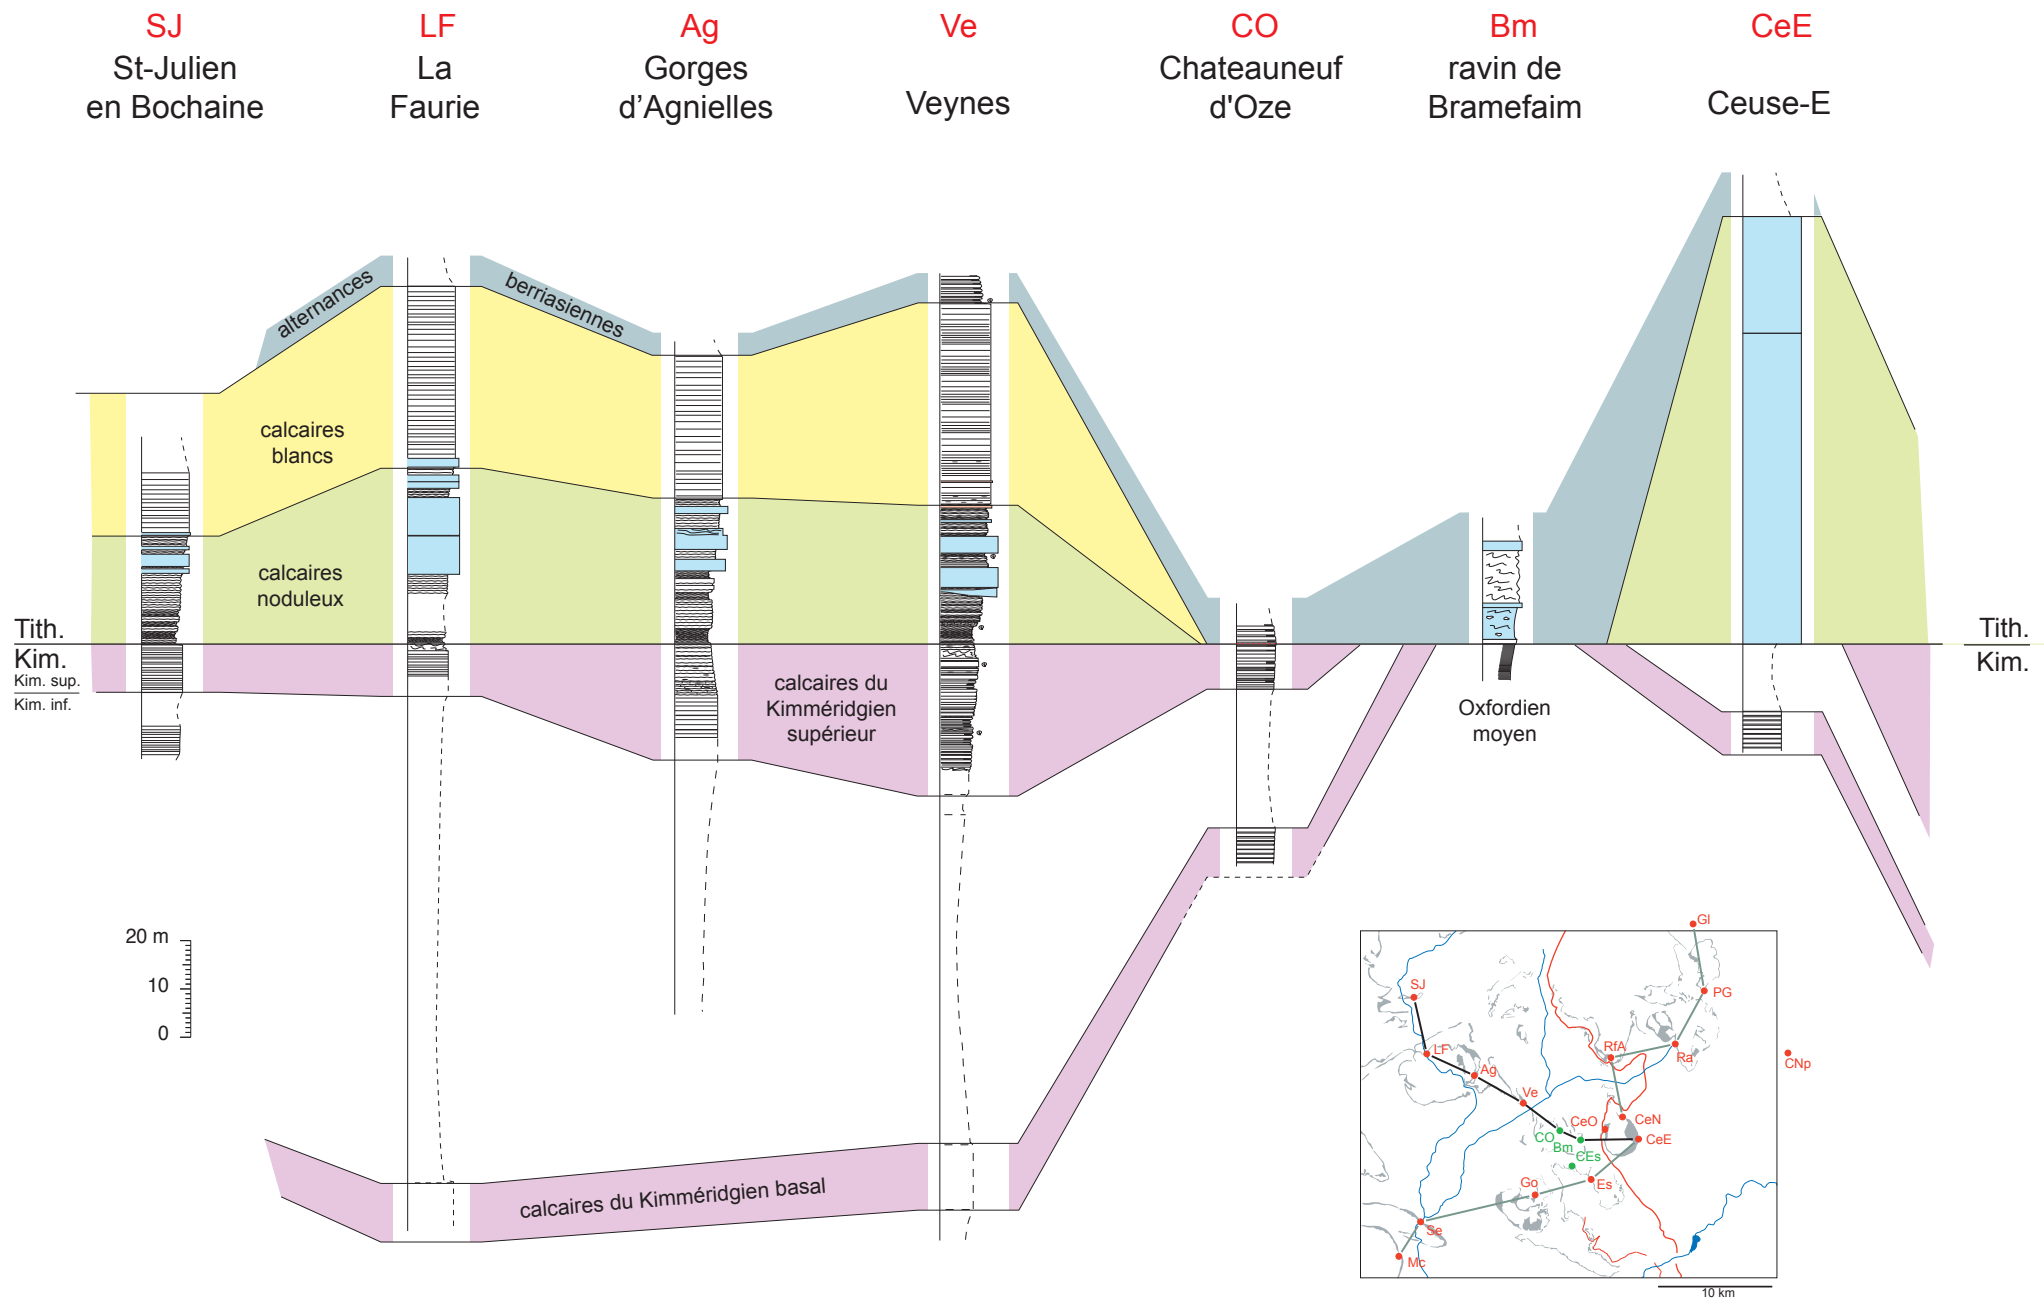 SJ
LF
Ag
Ve
CO
Bm
CeE
St-Julien
en Bochaine
La
Faurie
Gorges
d'Agnielles
Veynes
Chateauneuf
d'Oze
ravin de
Bramefaim
Ceuse-E
alternances
berriasiennes
calcaires
blancs
calcaires
noduleux
Tith.
Kim.
Kim. sup.
Kim. inf.
Tith.
Kim.
calcaires du
Kimméridgien
supérieur
Oxfordien
moyen
calcaires du Kimméridgien basal
20 m
10
0
Gl
SJ
PG
LF
RfA
Ra
CNp
Ag
Ve
CeO
CeN
CO
Bm
CeE
CEs
Es
Go
Se
Mc
10 km